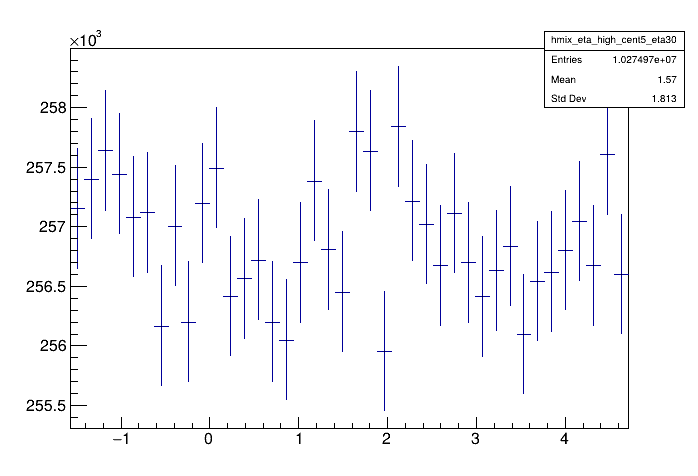 ×10³
hmix_eta_high_cent5_eta30
Entries 1.027497e+07
Mean 1.57
Std Dev 1.813
258
257.5
257
256.5
256
255.5
−1 0 1 2 3 4